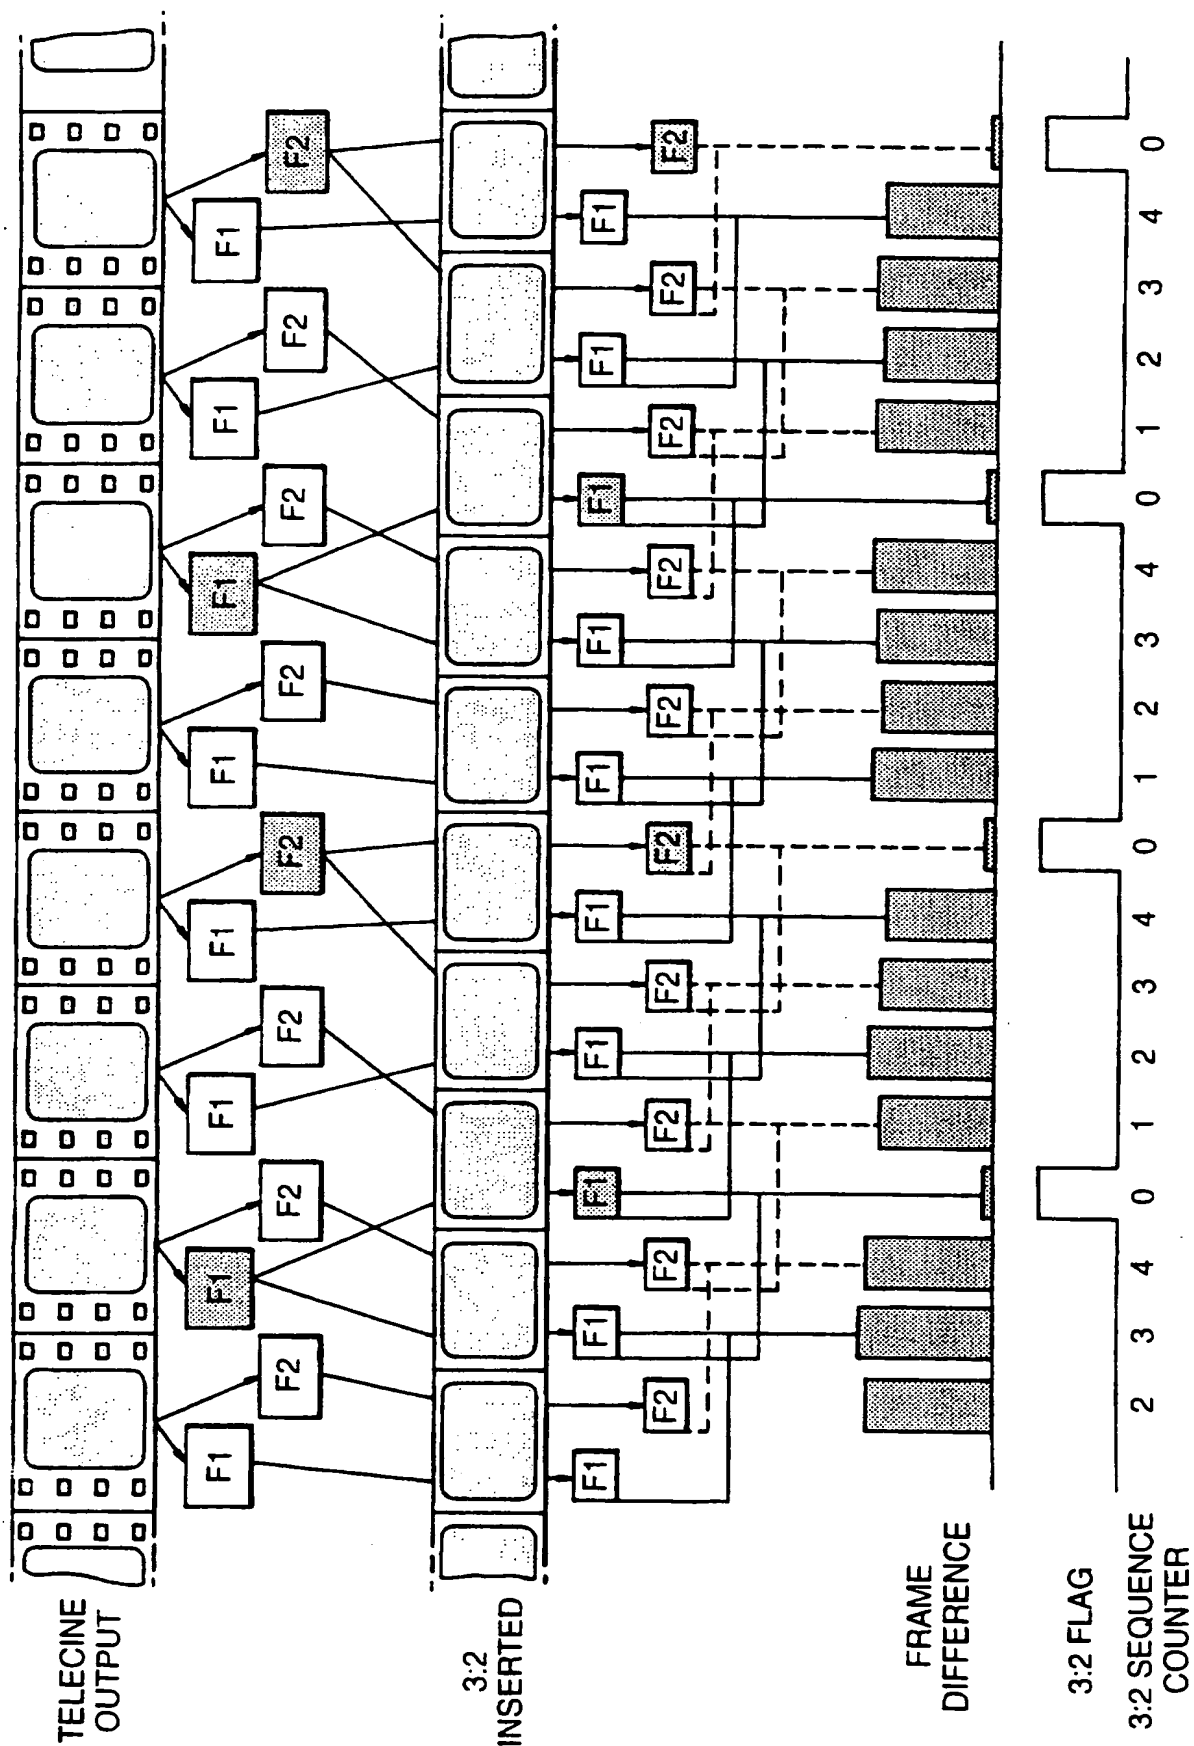 TELECINE
OUTPUT
F1 F1 F1 F1 F1 F1 F1 F1
F2 F2 F2 F2 F2 F2 F2 F2
3:2
INSERTED
F1 F1 F1 F1 F1 F1 F1 F1 F1 F1
F2 F2 F2 F2 F2 F2 F2 F2 F2 F2
FRAME
DIFFERENCE
3:2 FLAG
3:2 SEQUENCE
COUNTER
2 3 4 0 1 2 3 4 0 1 2 3 4 0 1 2 3 4 0